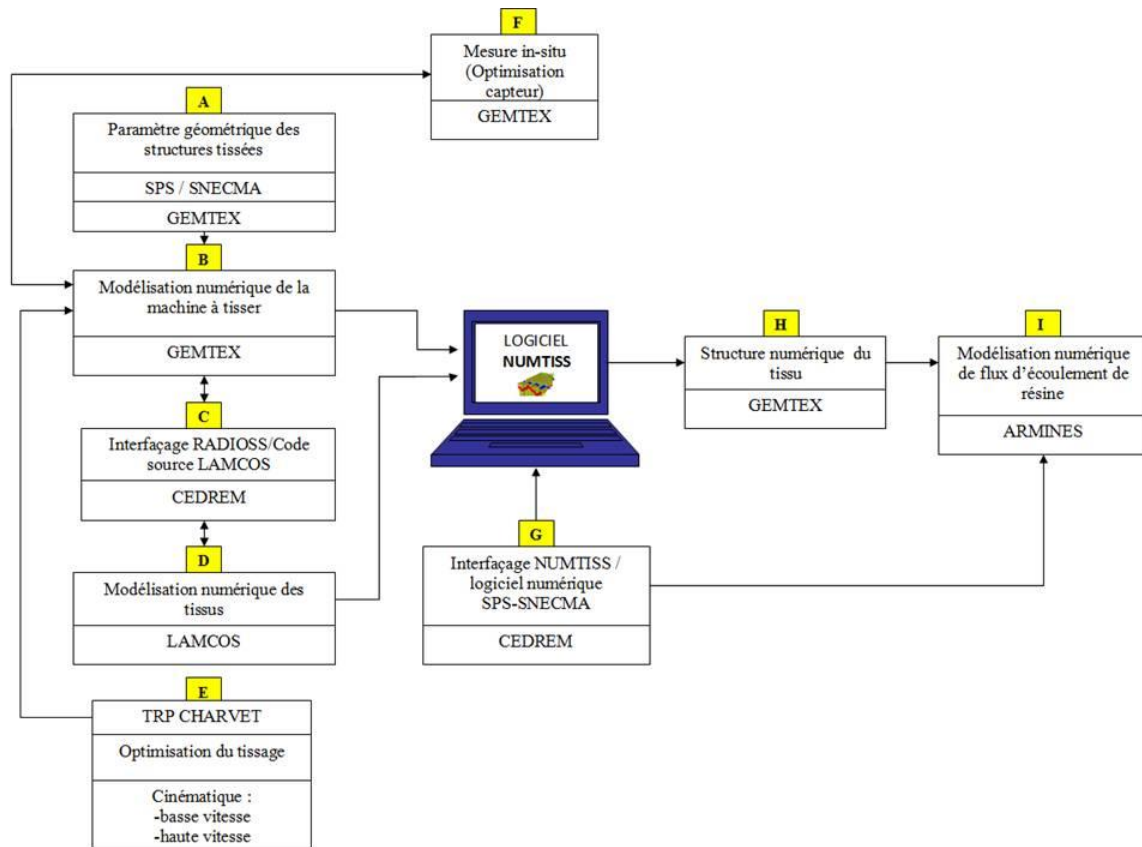 F
Mesure in-situ
(Optimisation
capteur)
GEMTEX
A
Paramètre géométrique des
structures tissées
SPS / SNECMA
GEMTEX
B
Modélisation numérique de la
machine à tisser
GEMTEX
C
Interfaçage RADIOSS/Code
source LAMCOS
CEDREM
D
Modélisation numérique des
tissus
LAMCOS
E
TRP CHARVET
Optimisation du tissage
Cinématique :
-basse vitesse
-haute vitesse
LOGICIEL
NUMTISS
G
Interfaçage NUMTISS /
logiciel numérique
SPS-SNECMA
CEDREM
H
Structure numérique du
tissu
GEMTEX
I
Modélisation numérique
de flux d'écoulement de
résine
ARMINES